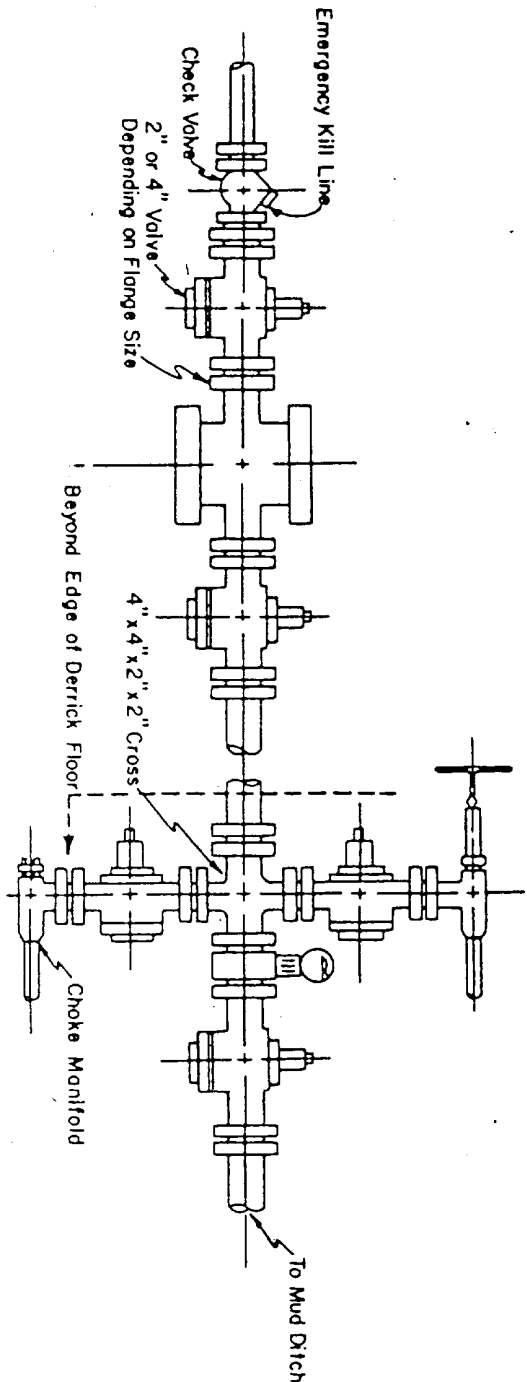 Emergency Kill Line
Check Valve
2" or 4" Valve
Depending on Flange Size
Beyond Edge of Derrick Floor
4" x 4" x 2" x 2" Cross
Choke Manifold
To Mud Ditch